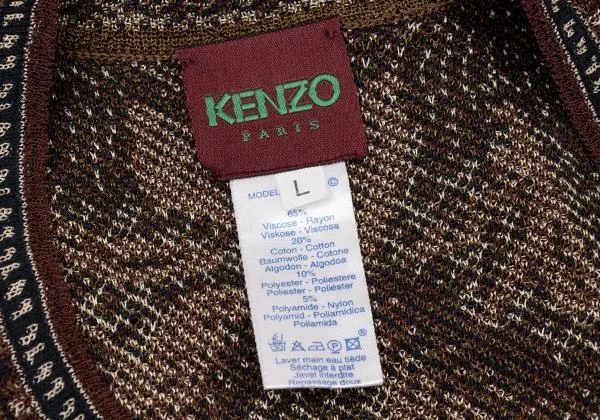 KENZO
PARIS
MODEL L ©
65%
Viscose - Rayon
Viskose - Viscosa
20%
Coton - Cotton
Baumwolle - Cotone
Algodon - Algodoa
10%
Polyester - Poliestere
Poliester - Poliéster
5%
Polyamide - Nylon
Polyamid - Poliamidica
Poliamida
Laver main eau tiède
Séchage à plat
Javel interdite
Repassage doux